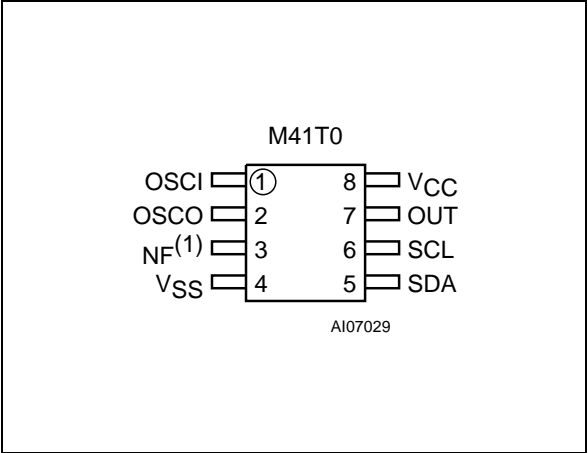 M41T0
OSCI 1 8 VCC
OSCO 2 7 OUT
NF(1) 3 6 SCL
VSS 4 5 SDA
AI07029